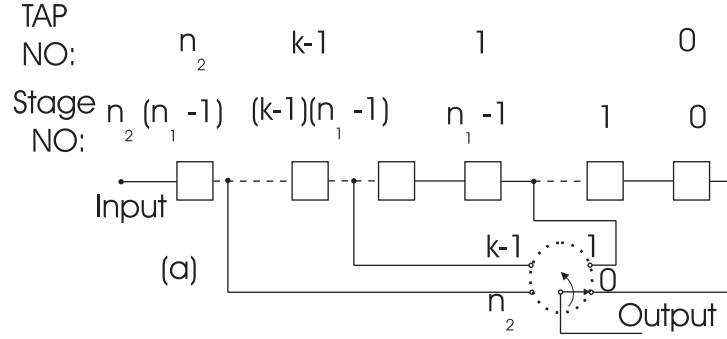 TAP
NO: n₂ k-1 1 0
Stage
NO: n₂ (n₁ -1) (k-1)(n₁ -1) n₁ -1 1 0
Input
k-1 1
(a) 0
n₂
Output